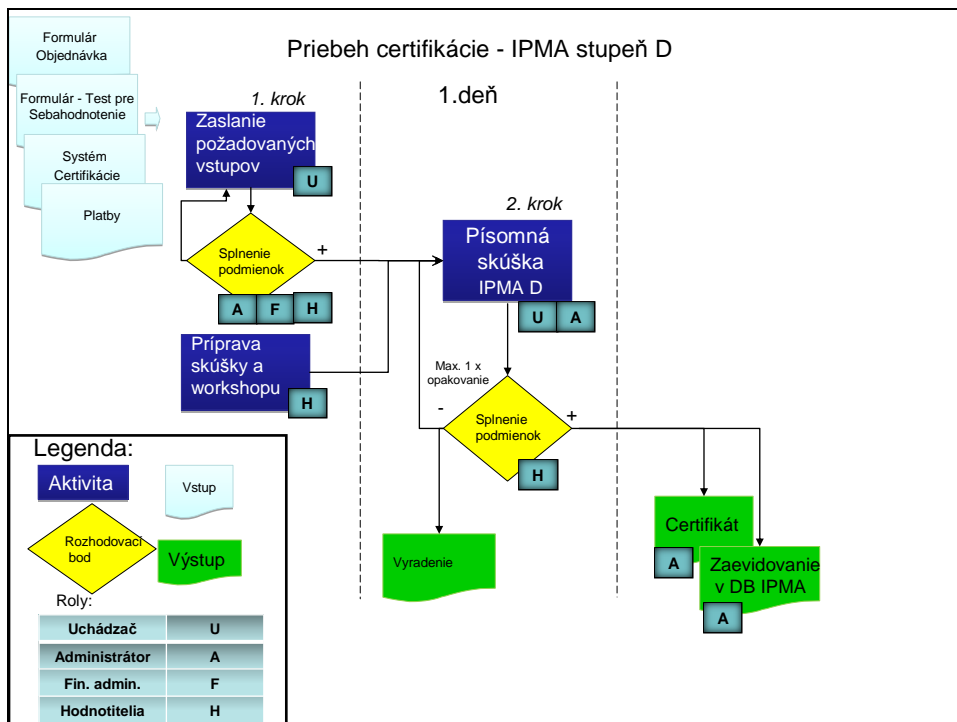 Priebeh certifikácie - IPMA stupeň D
Formulár
Objednávka
Formulár - Test pre
Sebahodnotenie
Systém
Certifikácie
Platby
1. krok
Zaslanie
požadovaných
vstupov
U
Splnenie
podmienok
+
A
F
H
Príprava
skúšky a
workshopu
H
1.deň
2. krok
Písomná
skúška
IPMA D
U
A
Max. 1 x
opakovanie
-
Splnenie
podmienok
+
H
Vyradenie
Certifikát
A
Zaevidovanie
v DB IPMA
A
Legenda:
Aktivita
Vstup
Rozhodovací
bod
Výstup
Roly:
Uchádzač U
Administrátor A
Fin. admin. F
Hodnotitelia H